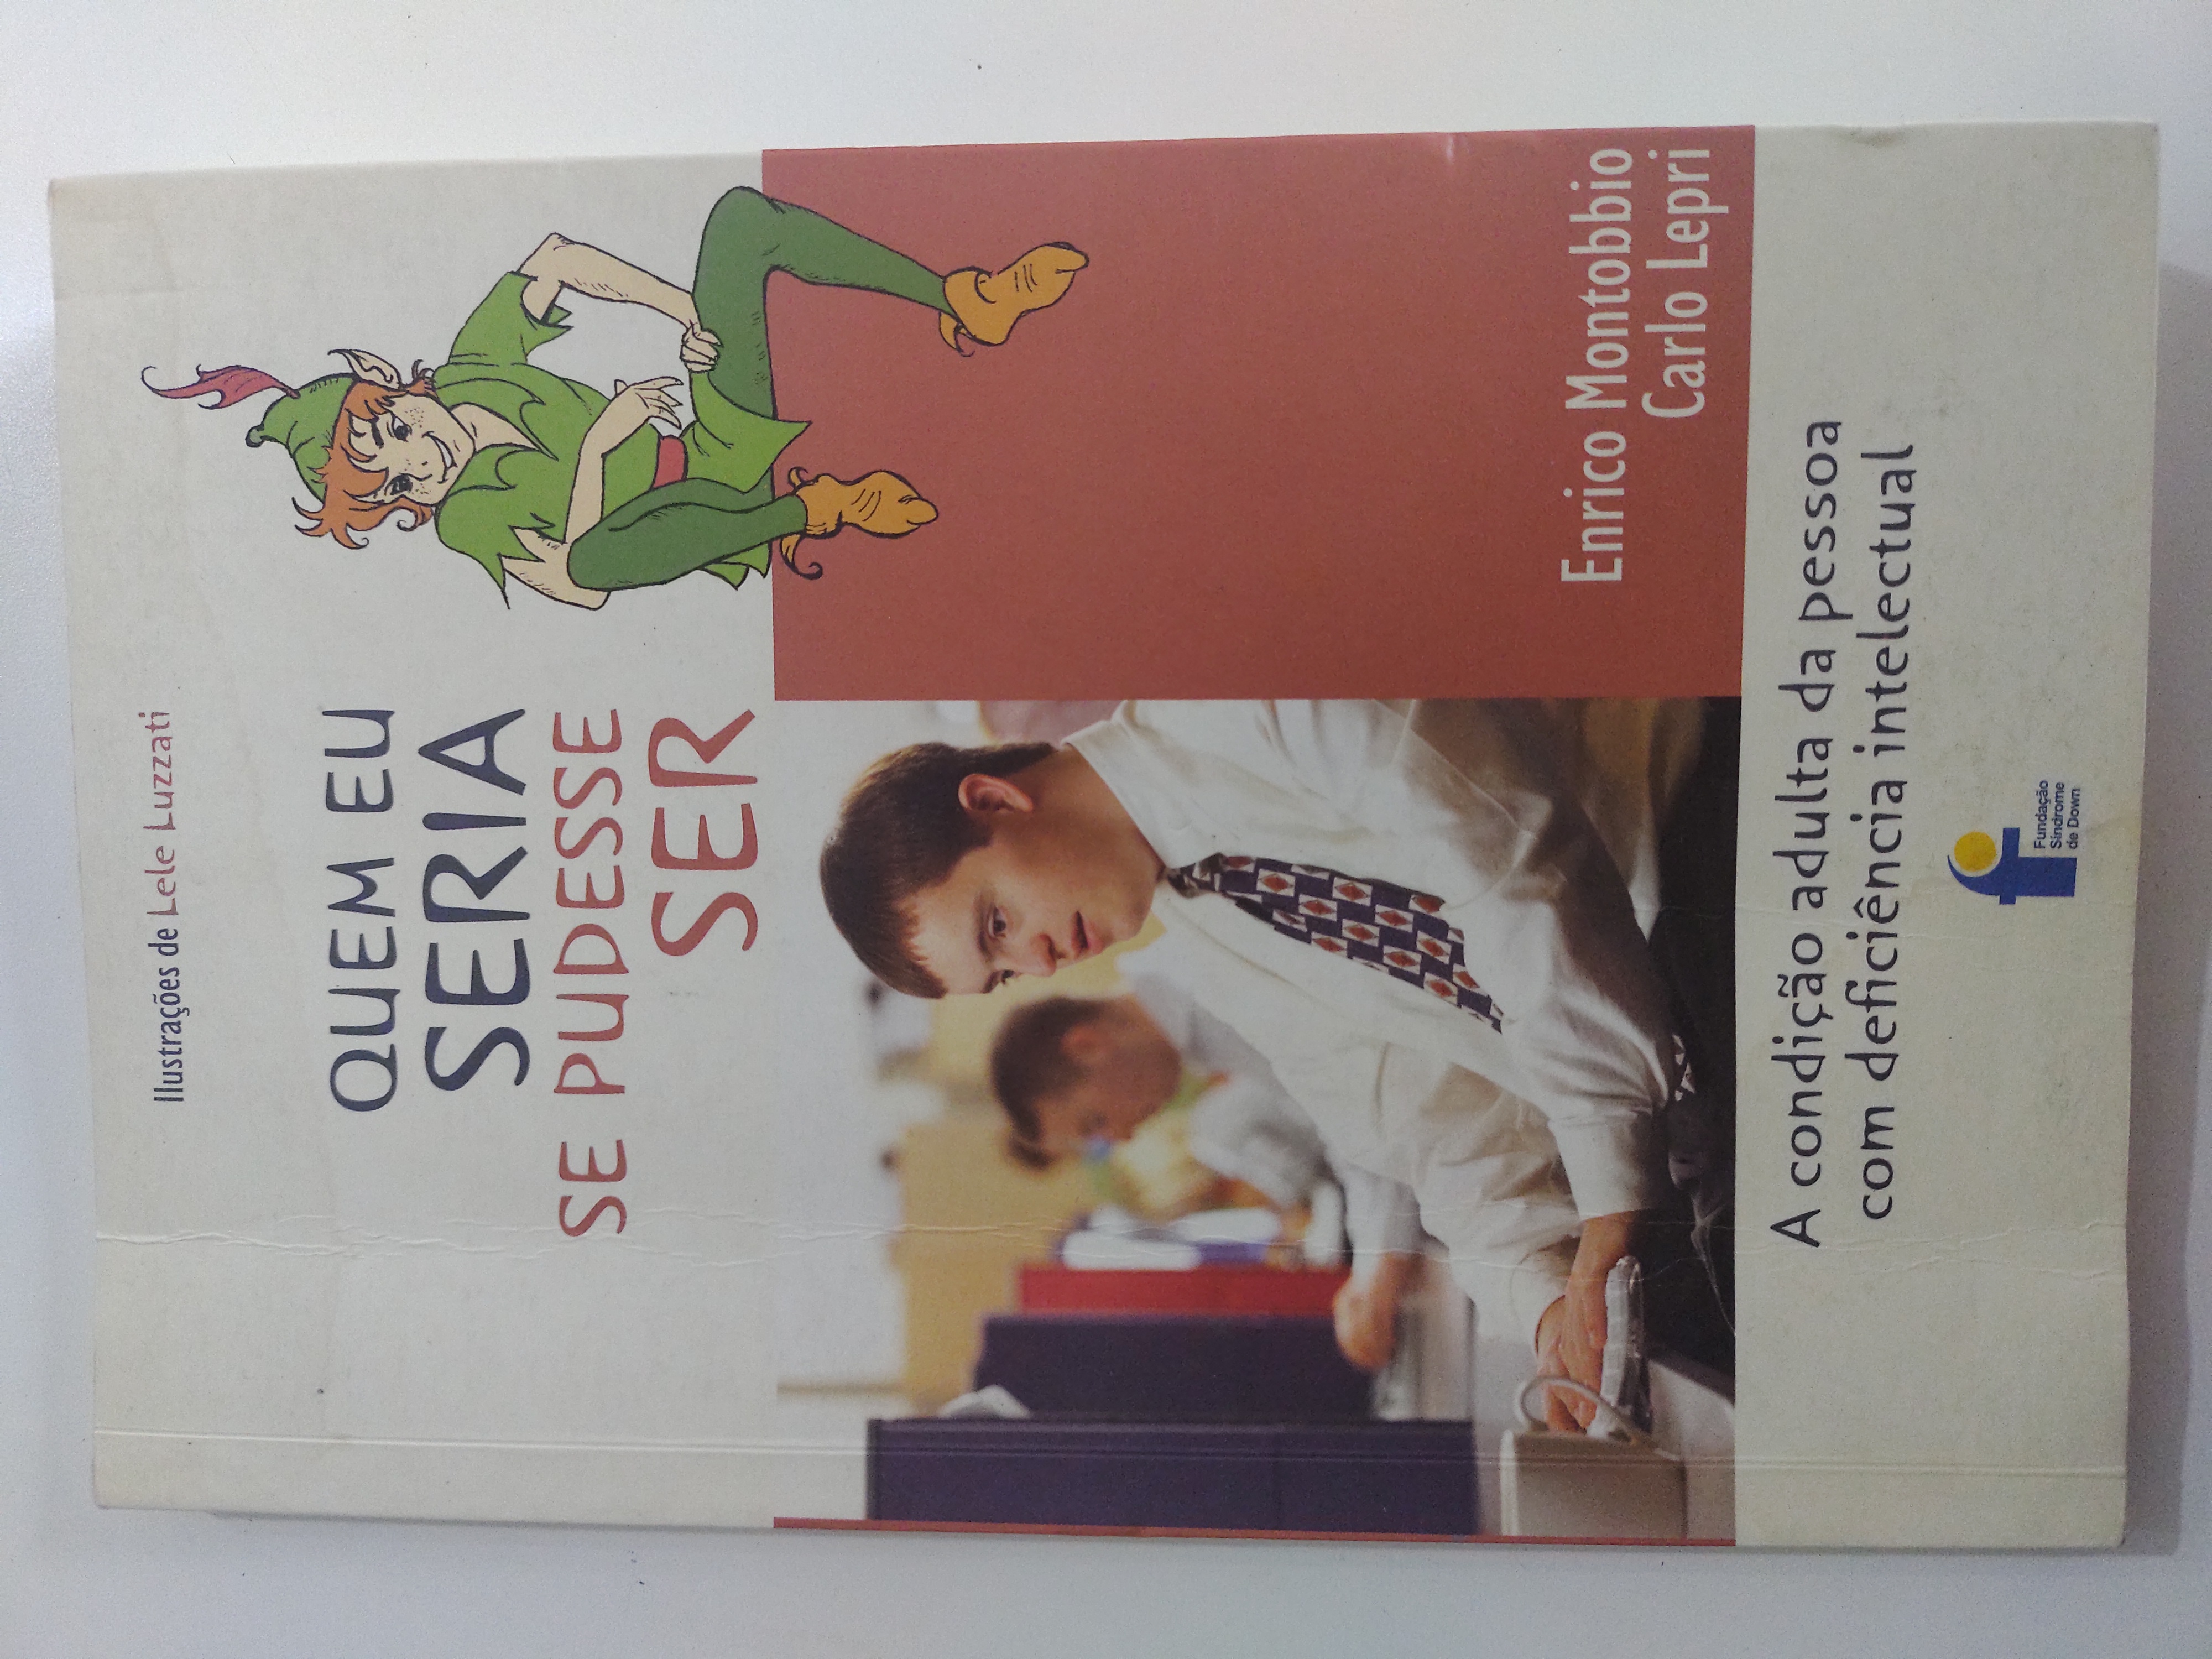 Ilustrações de Lele Luzzati
QUEM EU
SERIA
SE PUDESSE
SER
Enrico Montobbio
Carlo Lepri
A condição adulta da pessoa
com deficiência intelectual
Fundação
Síndrome
de Down